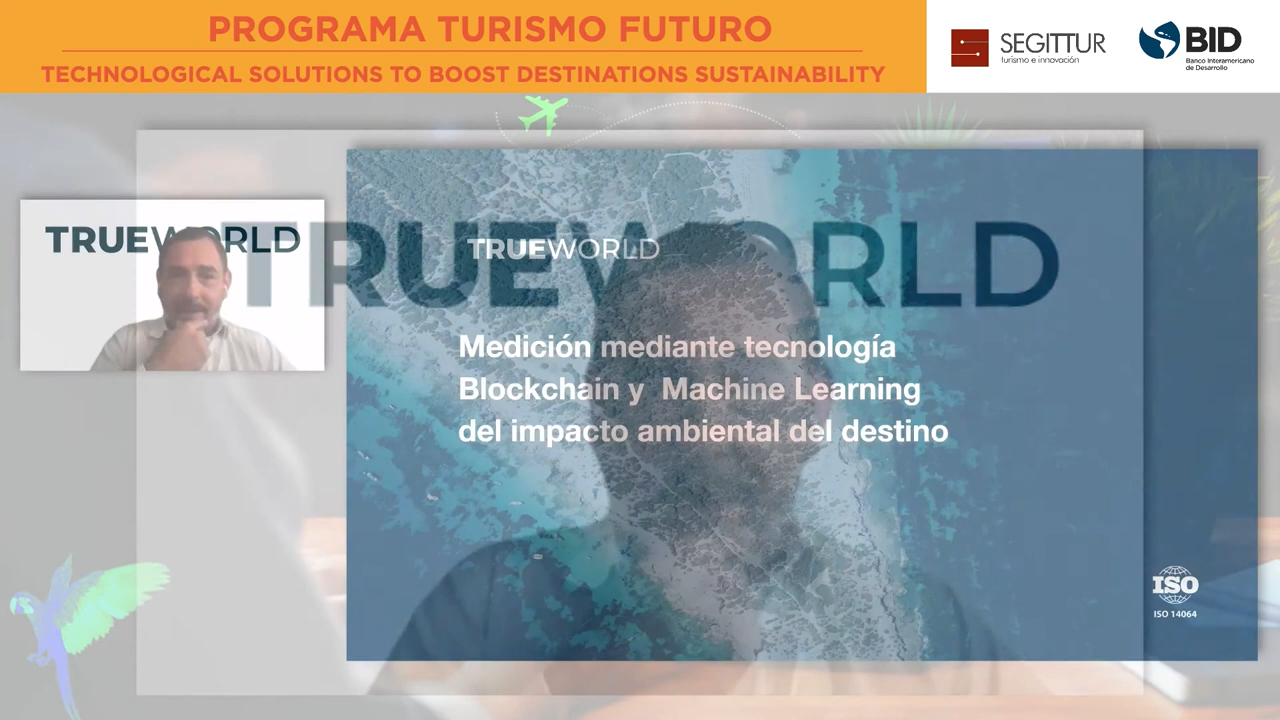 PROGRAMA TURISMO FUTURO
TECHNOLOGICAL SOLUTIONS TO BOOST DESTINATIONS SUSTAINABILITY
SEGITTUR
turismo e innovación
BID
Banco Interamericano
de Desarrollo
TRUEWORLD
TRUEWORLD
TRUEWORLD
Medición mediante tecnología
Blockchain y Machine Learning
del impacto ambiental del destino
ISO
ISO 14064